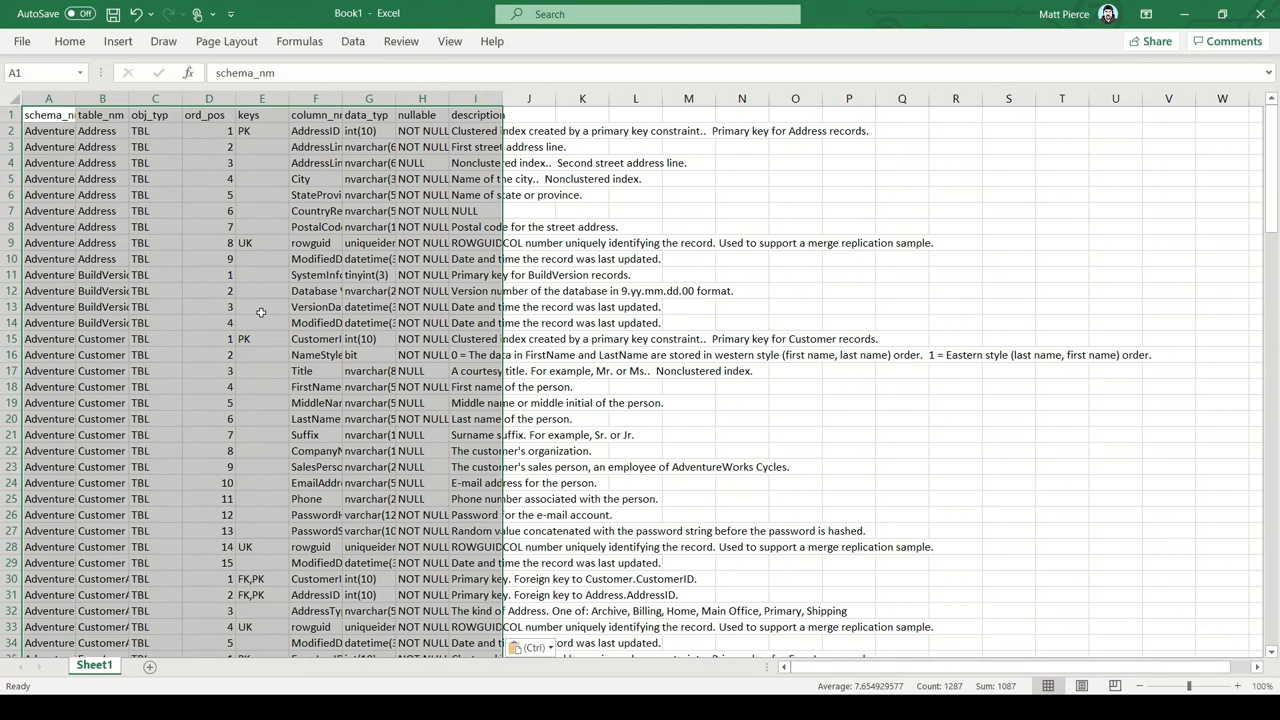 AutoSave Off Book1 - Excel Search Matt Pierce
File Home Insert Draw Page Layout Formulas Data Review View Help Share Comments
A1 fx schema_nm
A B C D E F G H I J K L M N O P Q R S T U V W
1 schema_n table_nm obj_typ ord_pos keys column_n data_typ nullable description
2 Adventure Address TBL 1 PK AddressID int(10) NOT NULL Clustered index created by a primary key constraint.. Primary key for Address records.
3 Adventure Address TBL 2 AddressLin nvarchar(6 NOT NULL First street address line.
4 Adventure Address TBL 3 AddressLin nvarchar(6 NULL Nonclustered index.. Second street address line.
5 Adventure Address TBL 4 City nvarchar(3 NOT NULL Name of the city.. Nonclustered index.
6 Adventure Address TBL 5 StateProvi nvarchar(5 NOT NULL Name of state or province.
7 Adventure Address TBL 6 CountryRe nvarchar(5 NOT NULL NULL
8 Adventure Address TBL 7 PostalCod nvarchar(1 NOT NULL Postal code for the street address.
9 Adventure Address TBL 8 UK rowguid uniqueiden NOT NULL ROWGUIDCOL number uniquely identifying the record. Used to support a merge replication sample.
10 Adventure Address TBL 9 ModifiedD datetime(3 NOT NULL Date and time the record was last updated.
11 Adventure BuildVersio TBL 1 SystemInfo tinyint(3) NOT NULL Primary key for BuildVersion records.
12 Adventure BuildVersio TBL 2 Database V nvarchar(2 NOT NULL Version number of the database in 9.yy.mm.dd.00 format.
13 Adventure BuildVersio TBL 3 VersionDa datetime(3 NOT NULL Date and time the record was last updated.
14 Adventure BuildVersio TBL 4 ModifiedD datetime(3 NOT NULL Date and time the record was last updated.
15 Adventure Customer TBL 1 PK CustomerI int(10) NOT NULL Clustered index created by a primary key constraint.. Primary key for Customer records.
16 Adventure Customer TBL 2 NameStyle bit NOT NULL 0 = The data in FirstName and LastName are stored in western style (first name, last name) order. 1 = Eastern style (last name, first name) order.
17 Adventure Customer TBL 3 Title nvarchar(8 NULL A courtesy title. For example, Mr. or Ms.. Nonclustered index.
18 Adventure Customer TBL 4 FirstName nvarchar(5 NOT NULL First name of the person.
19 Adventure Customer TBL 5 MiddleNam nvarchar(5 NULL Middle name or middle initial of the person.
20 Adventure Customer TBL 6 LastName nvarchar(5 NOT NULL Last name of the person.
21 Adventure Customer TBL 7 Suffix nvarchar(1 NULL Surname suffix. For example, Sr. or Jr.
22 Adventure Customer TBL 8 CompanyN nvarchar(1 NULL The customer's organization.
23 Adventure Customer TBL 9 SalesPerso nvarchar(2 NULL The customer's sales person, an employee of AdventureWorks Cycles.
24 Adventure Customer TBL 10 EmailAddre nvarchar(5 NULL E-mail address for the person.
25 Adventure Customer TBL 11 Phone nvarchar(2 NULL Phone number associated with the person.
26 Adventure Customer TBL 12 PasswordH varchar(12 NOT NULL Password for the e-mail account.
27 Adventure Customer TBL 13 PasswordS varchar(10 NOT NULL Random value concatenated with the password string before the password is hashed.
28 Adventure Customer TBL 14 UK rowguid uniqueiden NOT NULL ROWGUIDCOL number uniquely identifying the record. Used to support a merge replication sample.
29 Adventure Customer TBL 15 ModifiedD datetime(3 NOT NULL Date and time the record was last updated.
30 Adventure CustomerA TBL 1 FK,PK CustomerI int(10) NOT NULL Primary key. Foreign key to Customer.CustomerID.
31 Adventure CustomerA TBL 2 FK,PK AddressID int(10) NOT NULL Primary key. Foreign key to Address.AddressID.
32 Adventure CustomerA TBL 3 AddressTyp nvarchar(5 NOT NULL The kind of Address. One of: Archive, Billing, Home, Main Office, Primary, Shipping
33 Adventure CustomerA TBL 4 UK rowguid uniqueiden NOT NULL ROWGUIDCOL number uniquely identifying the record. Used to support a merge replication sample.
34 Adventure CustomerA TBL 5 ModifiedD datetime(3 NOT NULL Date and time the record was last updated.
(Ctrl)
Sheet1
Ready Average: 7.654929577 Count: 1287 Sum: 1087 100%